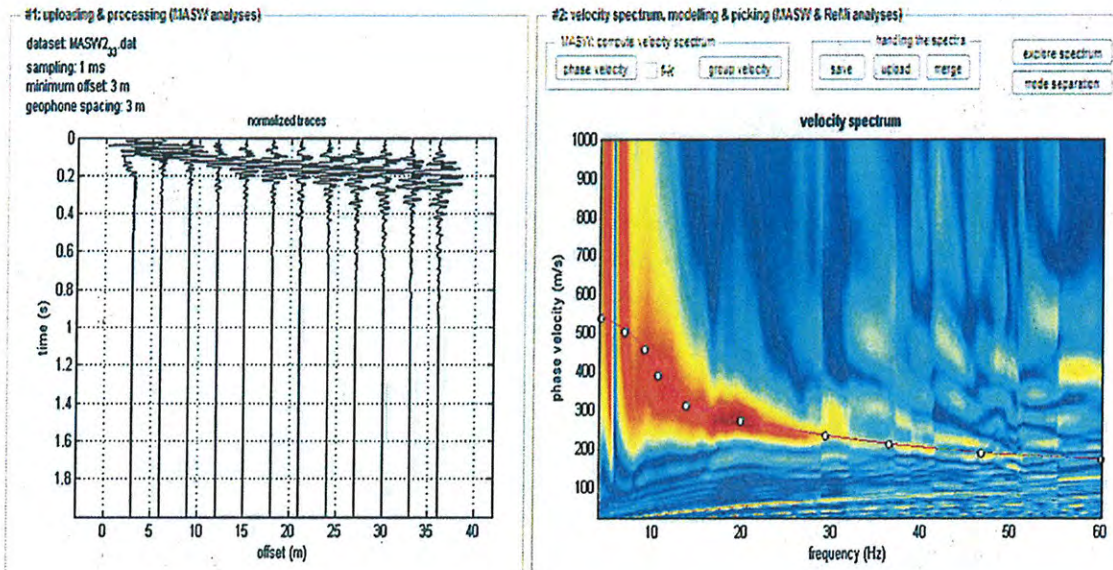 #1: uploading & processing (MASW analyses)
dataset: MASW2_33.dat
sampling: 1 ms
minimum offset: 3 m
geophone spacing: 3 m
normalized traces
0
0.2
0.4
0.6
0.8
1
1.2
1.4
1.6
1.8
time (s)
0 5 10 15 20 25 30 35 40
offset (m)
#2: velocity spectrum, modelling & picking (MASW & ReMi analyses)
MASW: compute velocity spectrum
phase velocity
group velocity
handling the spectra
save upload merge
explore spectrum
mode separation
velocity spectrum
1000
900
800
700
600
500
400
300
200
100
phase velocity (m/s)
10 20 30 40 50 60
frequency (Hz)